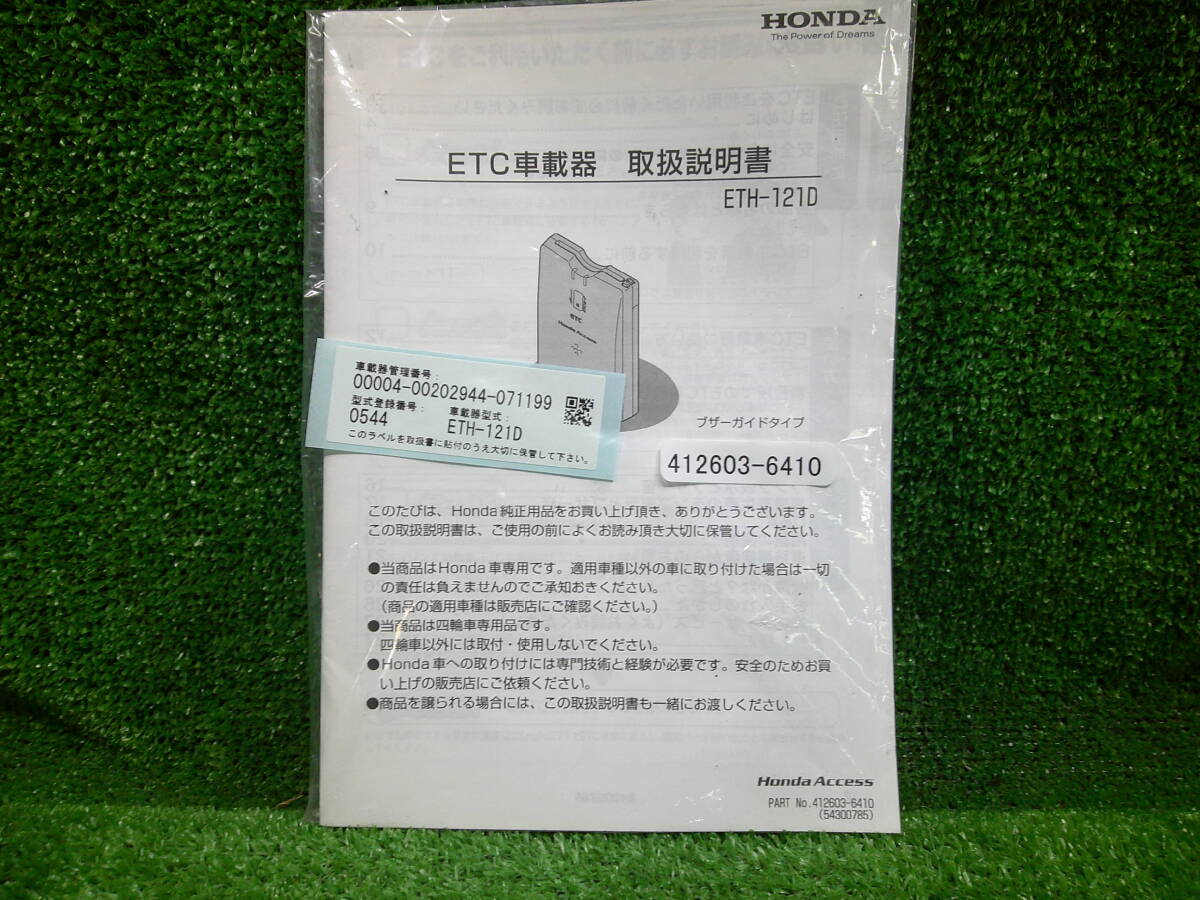 HONDA
The Power of Dreams
ETC車載器 取扱説明書
ETH-121D
ETC
Honda Access
車載器管理番号:
00004-00202944-071199
型式登録番号: 車載器型式:
0544 ETH-121D
このラベルを取扱書に貼付のうえ大切に保管して下さい。
ブザーガイドタイプ
412603-6410
このたびは、Honda純正用品をお買い上げ頂き、ありがとうございます。
この取扱説明書は、ご使用の前によくお読み頂き大切に保管してください。
●当商品はHonda車専用です。適用車種以外の車に取り付けた場合は一切
の責任は負えませんのでご承知おきください。
(商品の適用車種は販売店にご確認ください。)
●当商品は四輪車専用品です。
四輪車以外には取付・使用しないでください。
●Honda車への取り付けには専門技術と経験が必要です。安全のためお買
い上げの販売店にご依頼ください。
●商品を譲られる場合には、この取扱説明書も一緒にお渡しください。
Honda Access
PART No.412603-6410
(54300785)